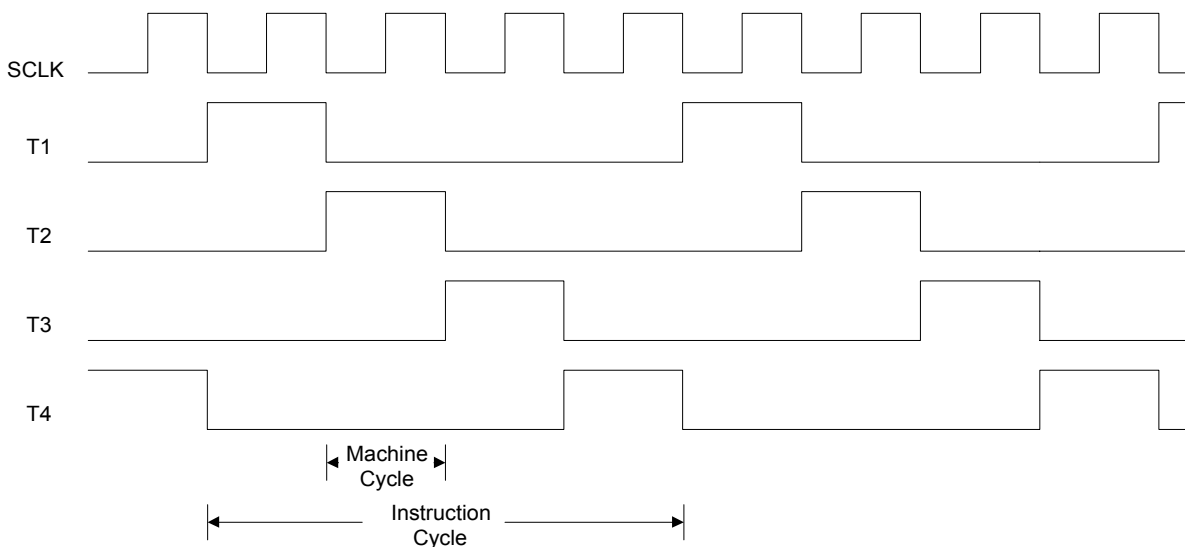 SCLK
T1
T2
T3
T4
Machine
Cycle
Instruction
Cycle